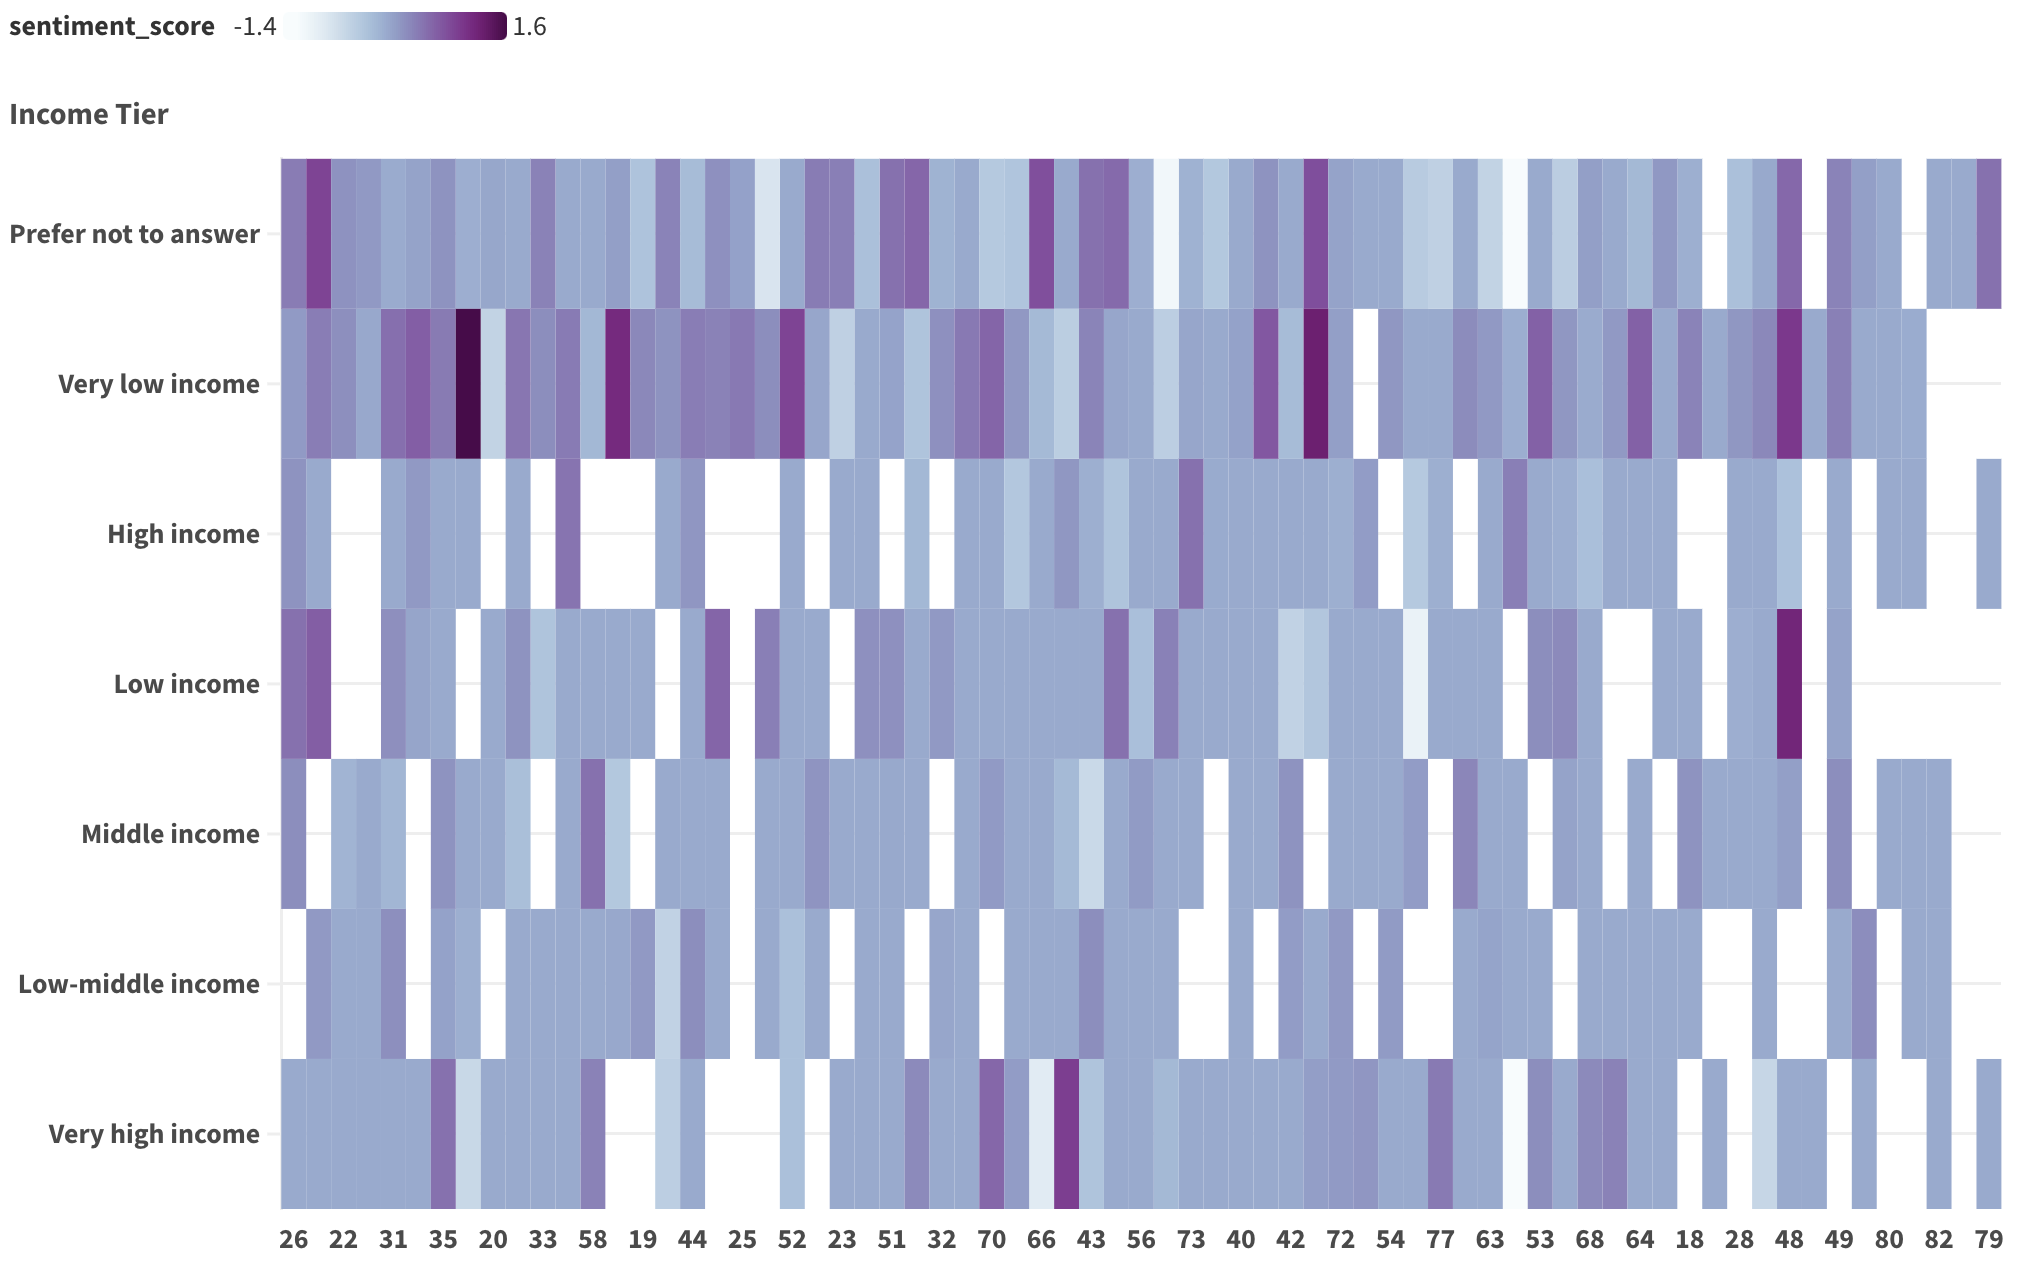 sentiment_score -1.4 1.6
Income Tier
Prefer not to answer
Very low income
High income
Low income
Middle income
Low-middle income
Very high income
26 22 31 35 20 33 58 19 44 25 52 23 51 32 70 66 43 56 73 40 42 72 54 77 63 53 68 64 18 28 48 49 80 82 79